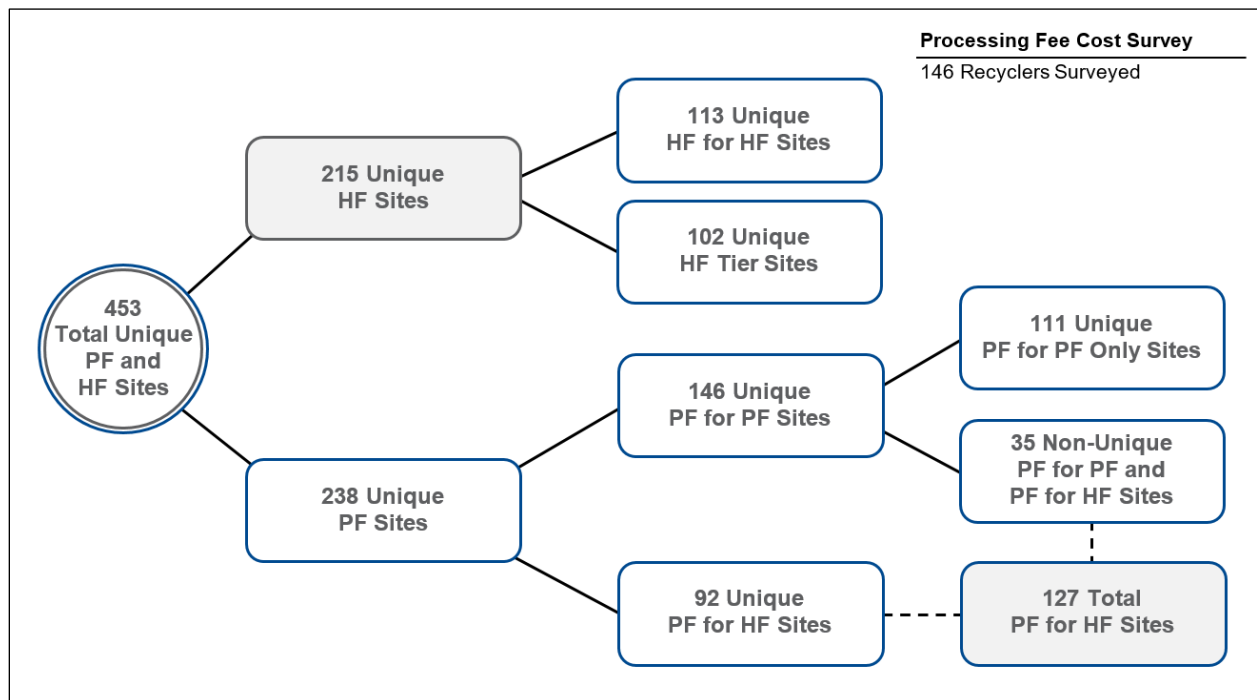 Processing Fee Cost Survey
146 Recyclers Surveyed
453
Total Unique
PF and
HF Sites
215 Unique
HF Sites
113 Unique
HF for HF Sites
102 Unique
HF Tier Sites
238 Unique
PF Sites
146 Unique
PF for PF Sites
111 Unique
PF for PF Only Sites
35 Non-Unique
PF for PF and
PF for HF Sites
92 Unique
PF for HF Sites
127 Total
PF for HF Sites